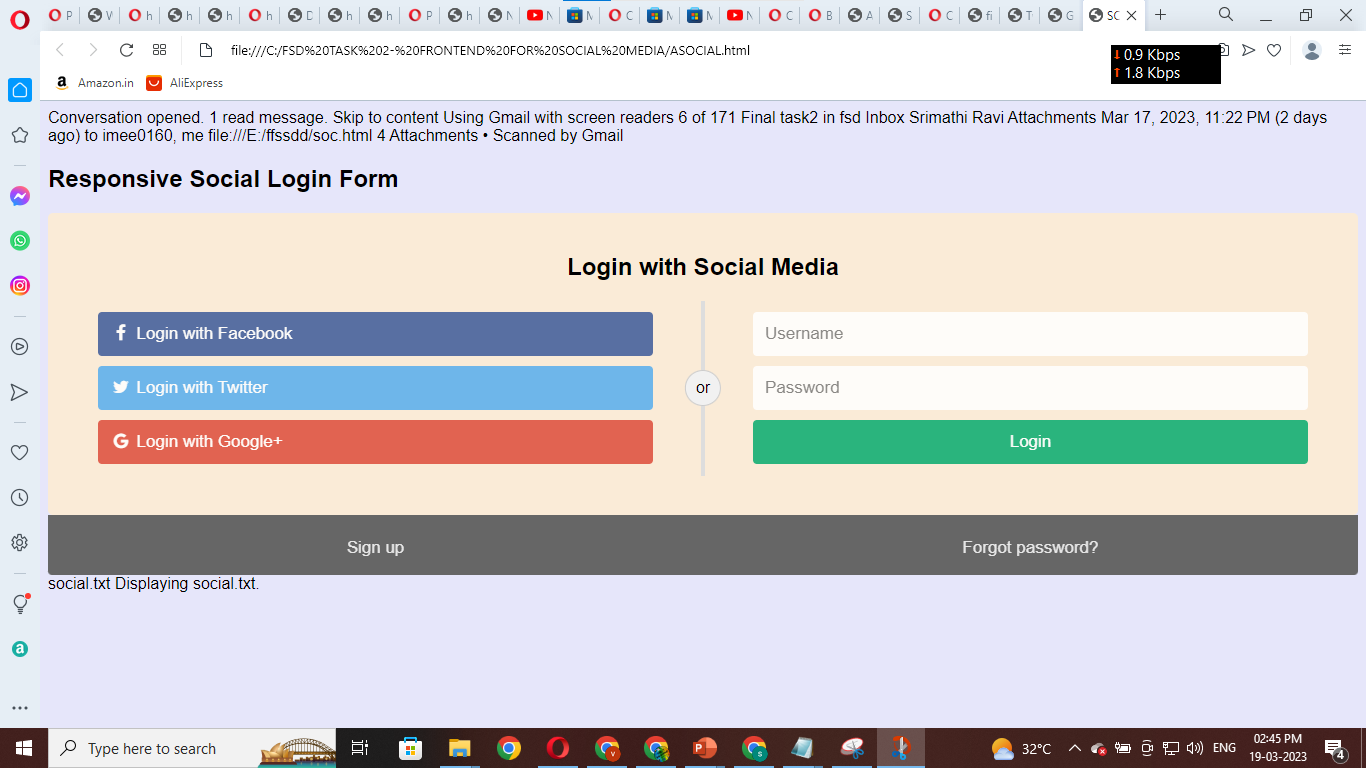 P
W
h
h
h
h
D
h
h
P
h
N
N
M
C
M
M
N
C
B
A
S
C
fi
T
G
SC
file:///C:/FSD%20TASK%202-%20FRONTEND%20FOR%20SOCIAL%20MEDIA/ASOCIAL.html
0.9 Kbps
1.8 Kbps
a Amazon.in AliExpress
Conversation opened. 1 read message. Skip to content Using Gmail with screen readers 6 of 171 Final task2 in fsd Inbox Srimathi Ravi Attachments Mar 17, 2023, 11:22 PM (2 days
ago) to imee0160, me file:///E:/ffssdd/soc.html 4 Attachments • Scanned by Gmail
Responsive Social Login Form
Login with Social Media
Login with Facebook
Login with Twitter
Login with Google+
or
Username
Password
Login
Sign up
Forgot password?
social.txt Displaying social.txt.
a
Type here to search
32°C
ENG
02:45 PM
19-03-2023
4